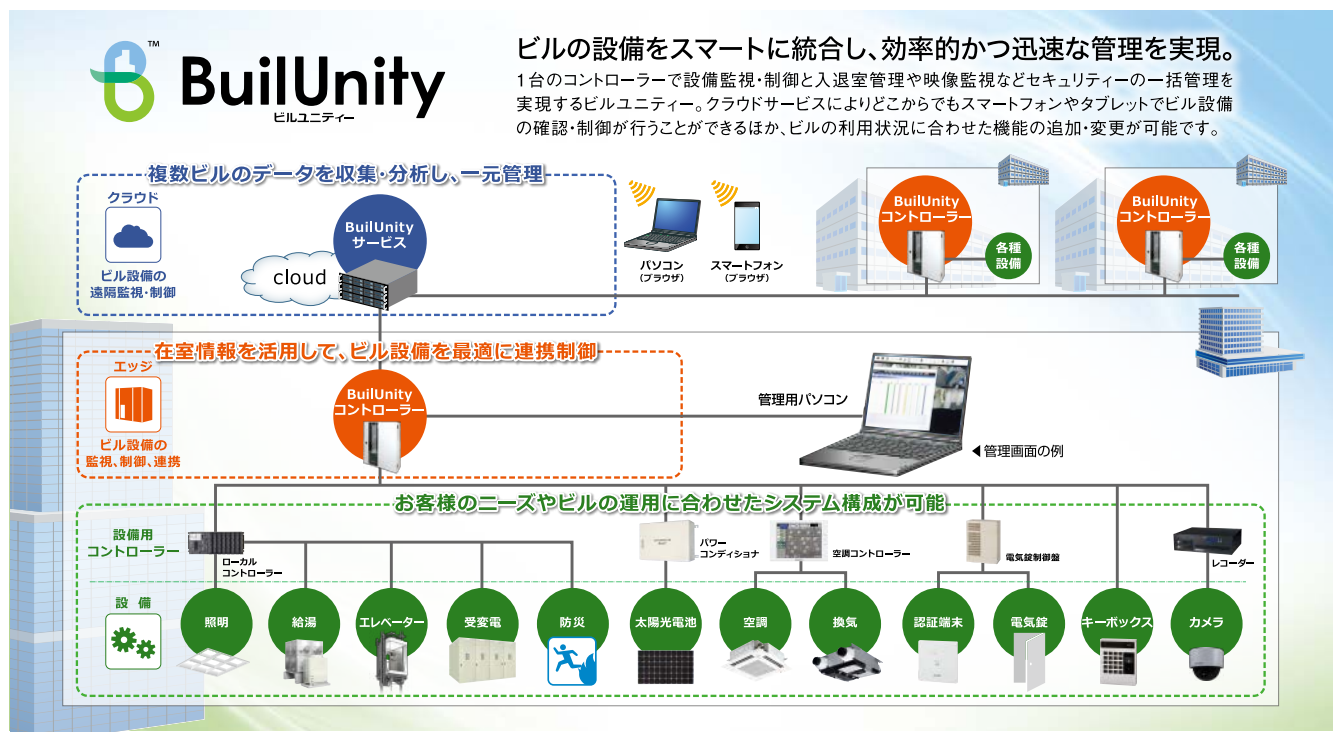 TM
BuilUnity
ビルユニティー
ビルの設備をスマートに統合し、効率的かつ迅速な管理を実現。
1台のコントローラーで設備監視・制御と入退室管理や映像監視などセキュリティーの一括管理を
実現するビルユニティー。クラウドサービスによりどこからでもスマートフォンやタブレットでビル設備
の確認・制御が行うことができるほか、ビルの利用状況に合わせた機能の追加・変更が可能です。
複数ビルのデータを収集・分析し、一元管理
クラウド
ビル設備の
遠隔監視・制御
cloud
BuilUnity
サービス
パソコン
(ブラウザ)
スマートフォン
(ブラウザ)
BuilUnity
コントローラー
各種
設備
BuilUnity
コントローラー
各種
設備
在室情報を活用して、ビル設備を最適に連携制御
エッジ
ビル設備の
監視、制御、連携
BuilUnity
コントローラー
管理用パソコン
◀管理画面の例
お客様のニーズやビルの運用に合わせたシステム構成が可能
設備用
コントローラー
ローカル
コントローラー
パワー
コンディショナ
空調コントローラー
電気錠制御盤
レコーダー
設備
照明
給湯
エレベーター
受変電
防災
太陽光電池
空調
換気
認証端末
電気錠
キーボックス
カメラ